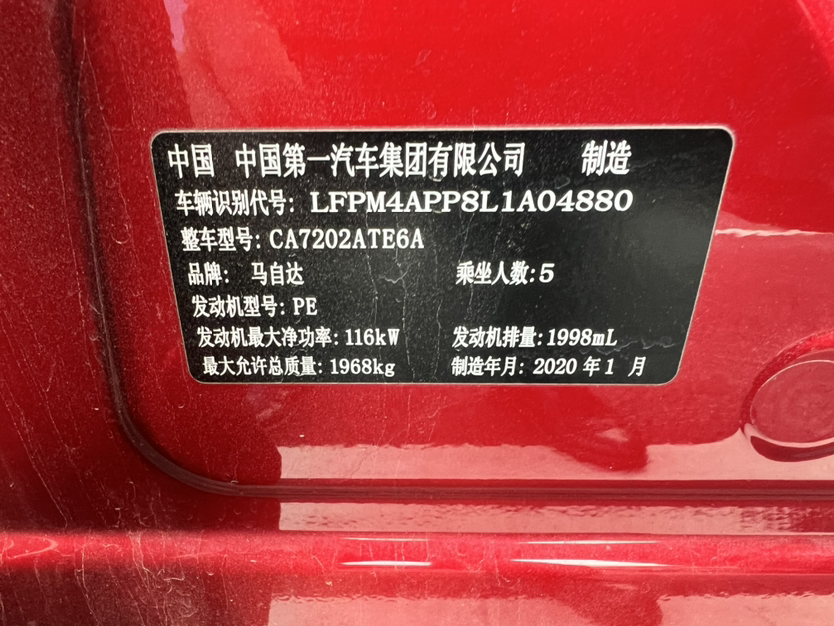 中国 中国第一汽车集团有限公司 制造
车辆识别代号: LFPM4APP8L1A04880
整车型号: CA7202ATE6A
品牌: 马自达 乘坐人数: 5
发动机型号: PE
发动机最大净功率: 116kW 发动机排量: 1998mL
最大允许总质量: 1968kg 制造年月: 2020 年 1 月